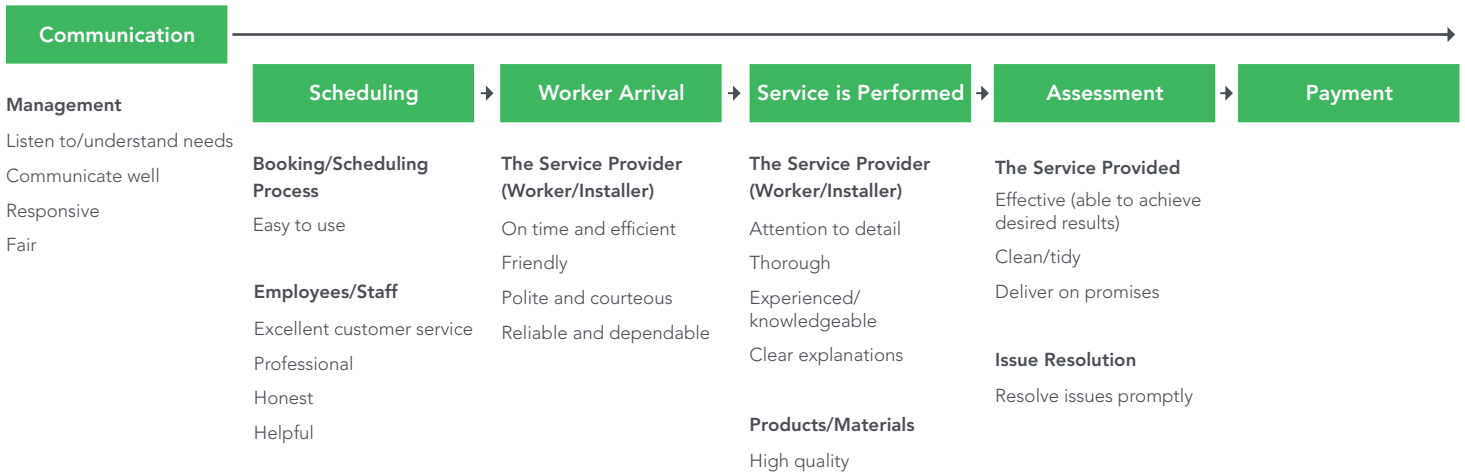 Communication
Management
Listen to/understand needs
Communicate well
Responsive
Fair
Scheduling
Booking/Scheduling
Process
Easy to use
Employees/Staff
Excellent customer service
Professional
Honest
Helpful
Worker Arrival
The Service Provider
(Worker/Installer)
On time and efficient
Friendly
Polite and courteous
Reliable and dependable
Service is Performed
The Service Provider
(Worker/Installer)
Attention to detail
Thorough
Experienced/
knowledgeable
Clear explanations
Products/Materials
High quality
Assessment
The Service Provided
Effective (able to achieve
desired results)
Clean/tidy
Deliver on promises
Issue Resolution
Resolve issues promptly
Payment